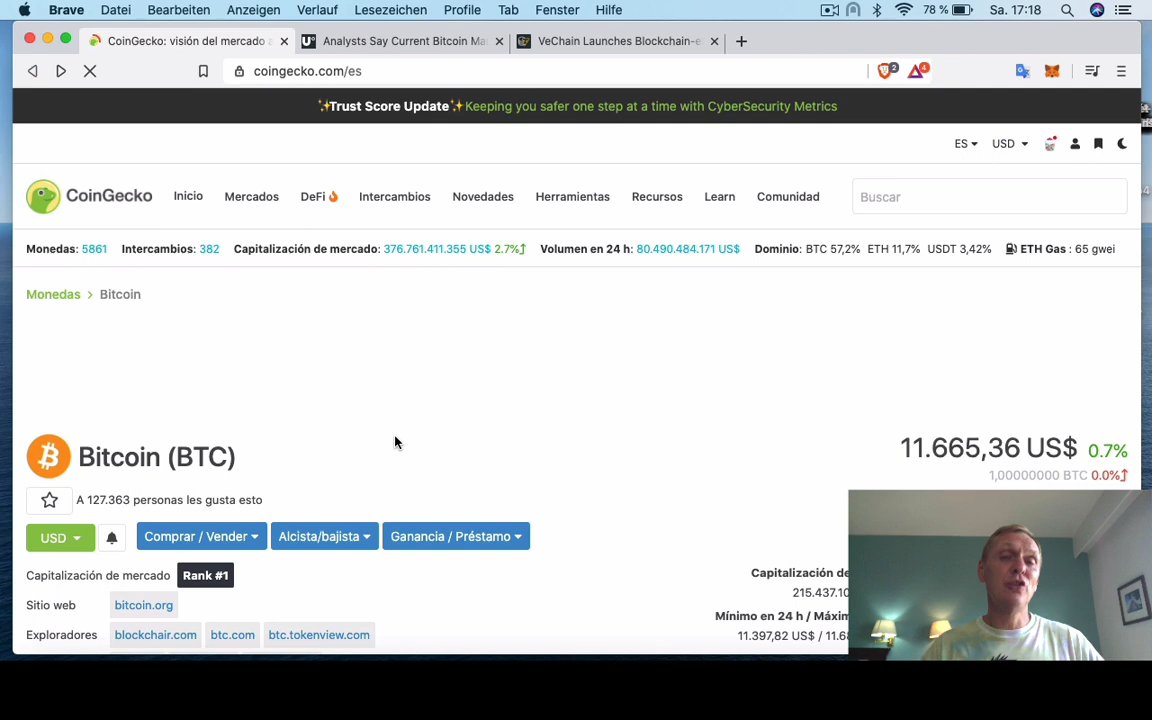 Brave Datei Bearbeiten Anzeigen Verlauf Lesezeichen Profile Tab Fenster Hilfe 78 % Sa. 17:18
CoinGecko: visión del mercado a Analysts Say Current Bitcoin Ma VeChain Launches Blockchain-e
coingecko.com/es 2 4
✨Trust Score Update✨Keeping you safer one step at a time with CyberSecurity Metrics
ES USD
CoinGecko Inicio Mercados DeFi Intercambios Novedades Herramientas Recursos Learn Comunidad Buscar
Monedas: 5861 Intercambios: 382 Capitalización de mercado: 376.761.411.355 US$ 2.7% Volumen en 24 h: 80.490.484.171 US$ Dominio: BTC 57,2% ETH 11,7% USDT 3,42% ETH Gas : 65 gwei
Monedas > Bitcoin
Bitcoin (BTC) 11.665,36 US$ 0.7%
1,00000000 BTC 0.0%
A 127.363 personas les gusta esto
USD Comprar / Vender Alcista/bajista Ganancia / Préstamo
Capitalización de mercado Rank #1 Capitalización de
215.437.10
Sitio web bitcoin.org Mínimo en 24 h / Máxim
Exploradores blockchair.com btc.com btc.tokenview.com 11.397,82 US$ / 11.68